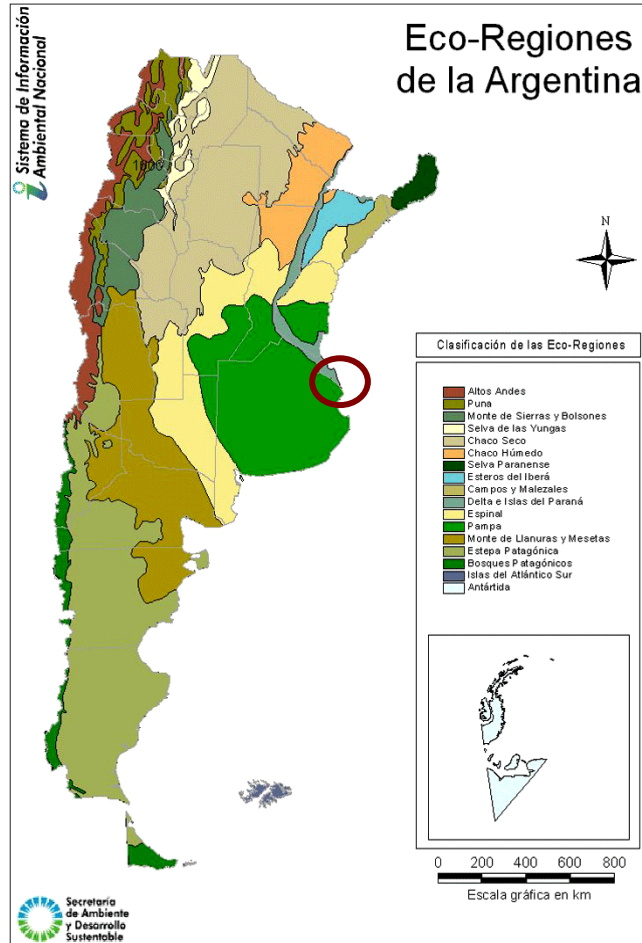 Eco-Regiones
de la Argentina
Sistema de Información
Ambiental Nacional
N
Clasificación de las Eco-Regiones
Altos Andes
Puna
Monte de Sierras y Bolsones
Selva de las Yungas
Chaco Seco
Chaco Húmedo
Selva Paranense
Esteros del Iberá
Campos y Malezales
Delta e Islas del Paraná
Espinal
Pampa
Monte de Llanuras y Mesetas
Estepa Patagónica
Bosques Patagónicos
Islas del Atlántico Sur
Antártida
0 200 400 600 800
Escala gráfica en km
Secretaría
de Ambiente
y Desarrollo
Sustentable